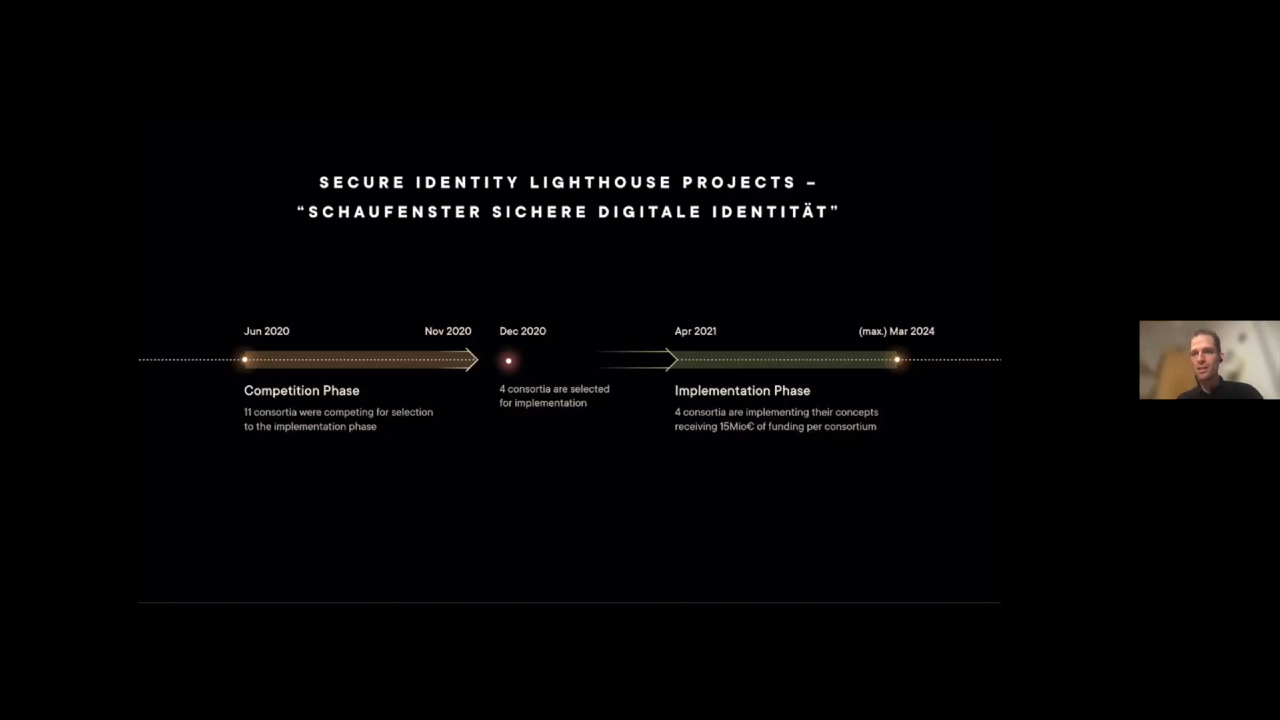 SECURE IDENTITY LIGHTHOUSE PROJECTS –
“SCHAUFENSTER SICHERE DIGITALE IDENTITÄT”
Jun 2020
Nov 2020
Dec 2020
Apr 2021
(max.) Mar 2024
Competition Phase
11 consortia were competing for selection
to the implementation phase
4 consortia are selected
for implementation
Implementation Phase
4 consortia are implementing their concepts
receiving 15Mio€ of funding per consortium